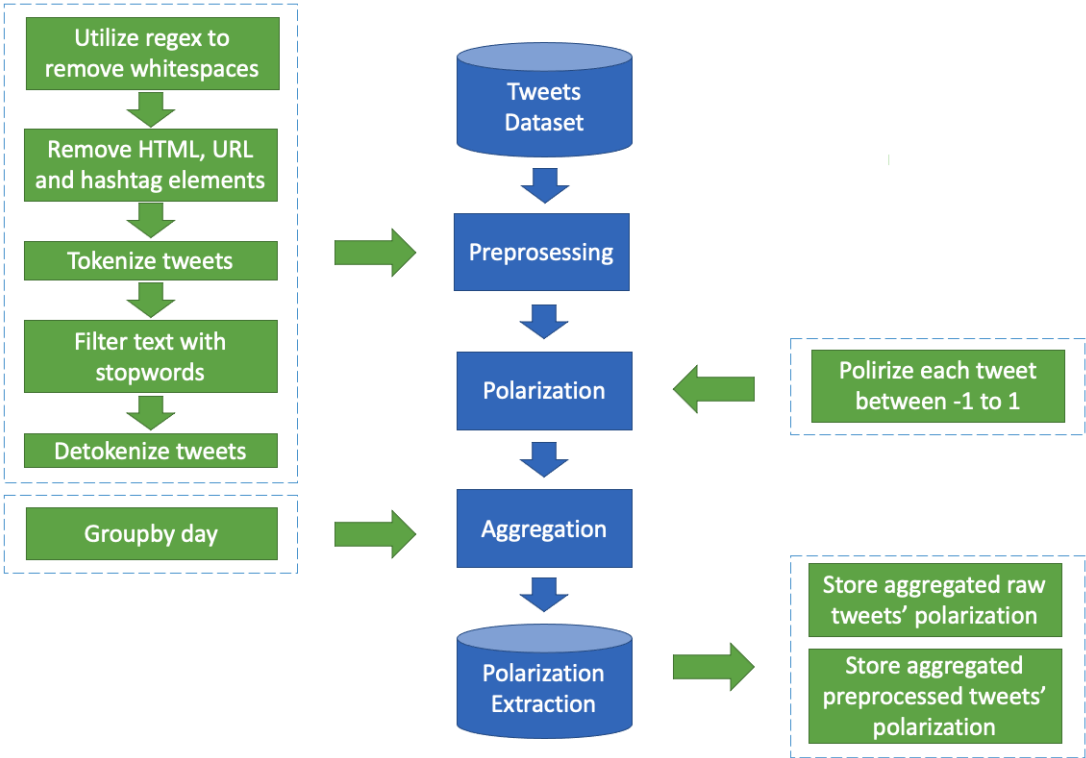 Utilize regex to
remove whitespaces
Remove HTML, URL
and hashtag elements
Tokenize tweets
Filter text with
stopwords
Detokenize tweets
Groupby day
Tweets
Dataset
Preprosessing
Polarization
Aggregation
Polarization
Extraction
Polirize each tweet
between -1 to 1
Store aggregated raw
tweets’ polarization
Store aggregated
preprocessed tweets’
polarization